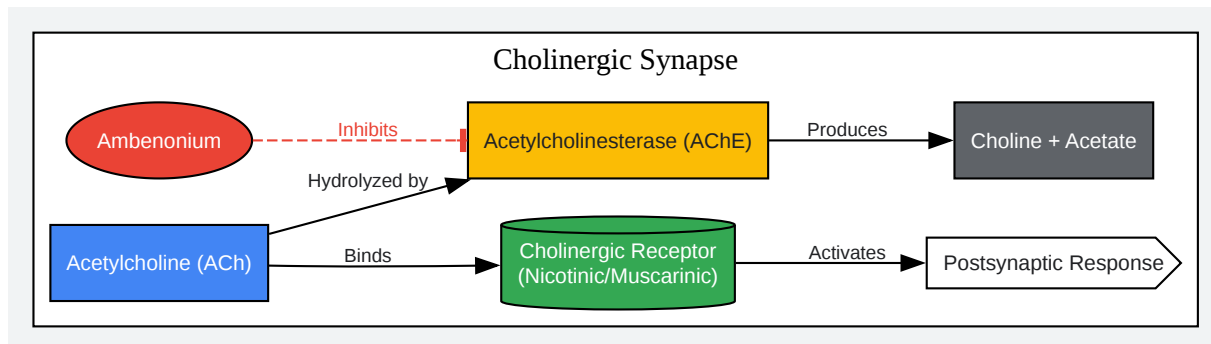 Cholinergic Synapse
Ambenonium
Inhibits
Acetylcholinesterase (AChE)
Produces
Choline + Acetate
Hydrolyzed by
Acetylcholine (ACh)
Binds
Cholinergic Receptor
(Nicotinic/Muscarinic)
Activates
Postsynaptic Response